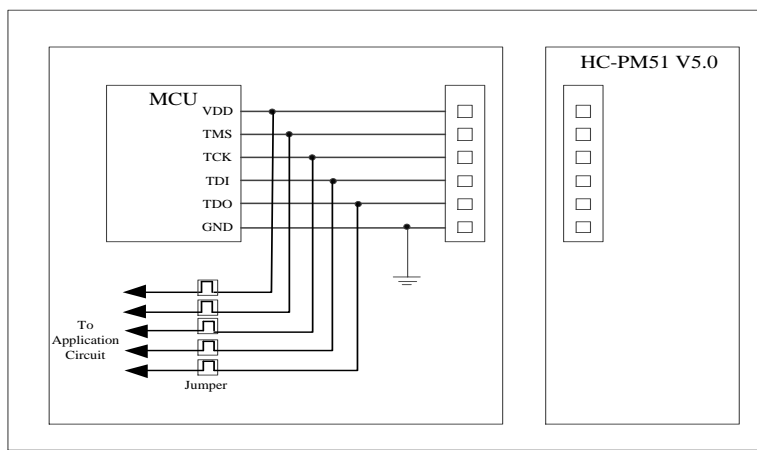 HC-PM51 V5.0
MCU
VDD
TMS
TCK
TDI
TDO
GND
To
Application
Circuit
Jumper